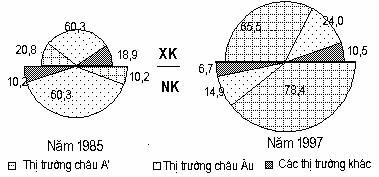 60,3
20,8
18,9
10,2
10,2
60,3
XK
NK
65,5
24,0
10,5
6,7
14,9
78,4
Năm 1985
Năm 1997
Thị trường châu A'
Thị trường châu Âu
Các thị trường khác